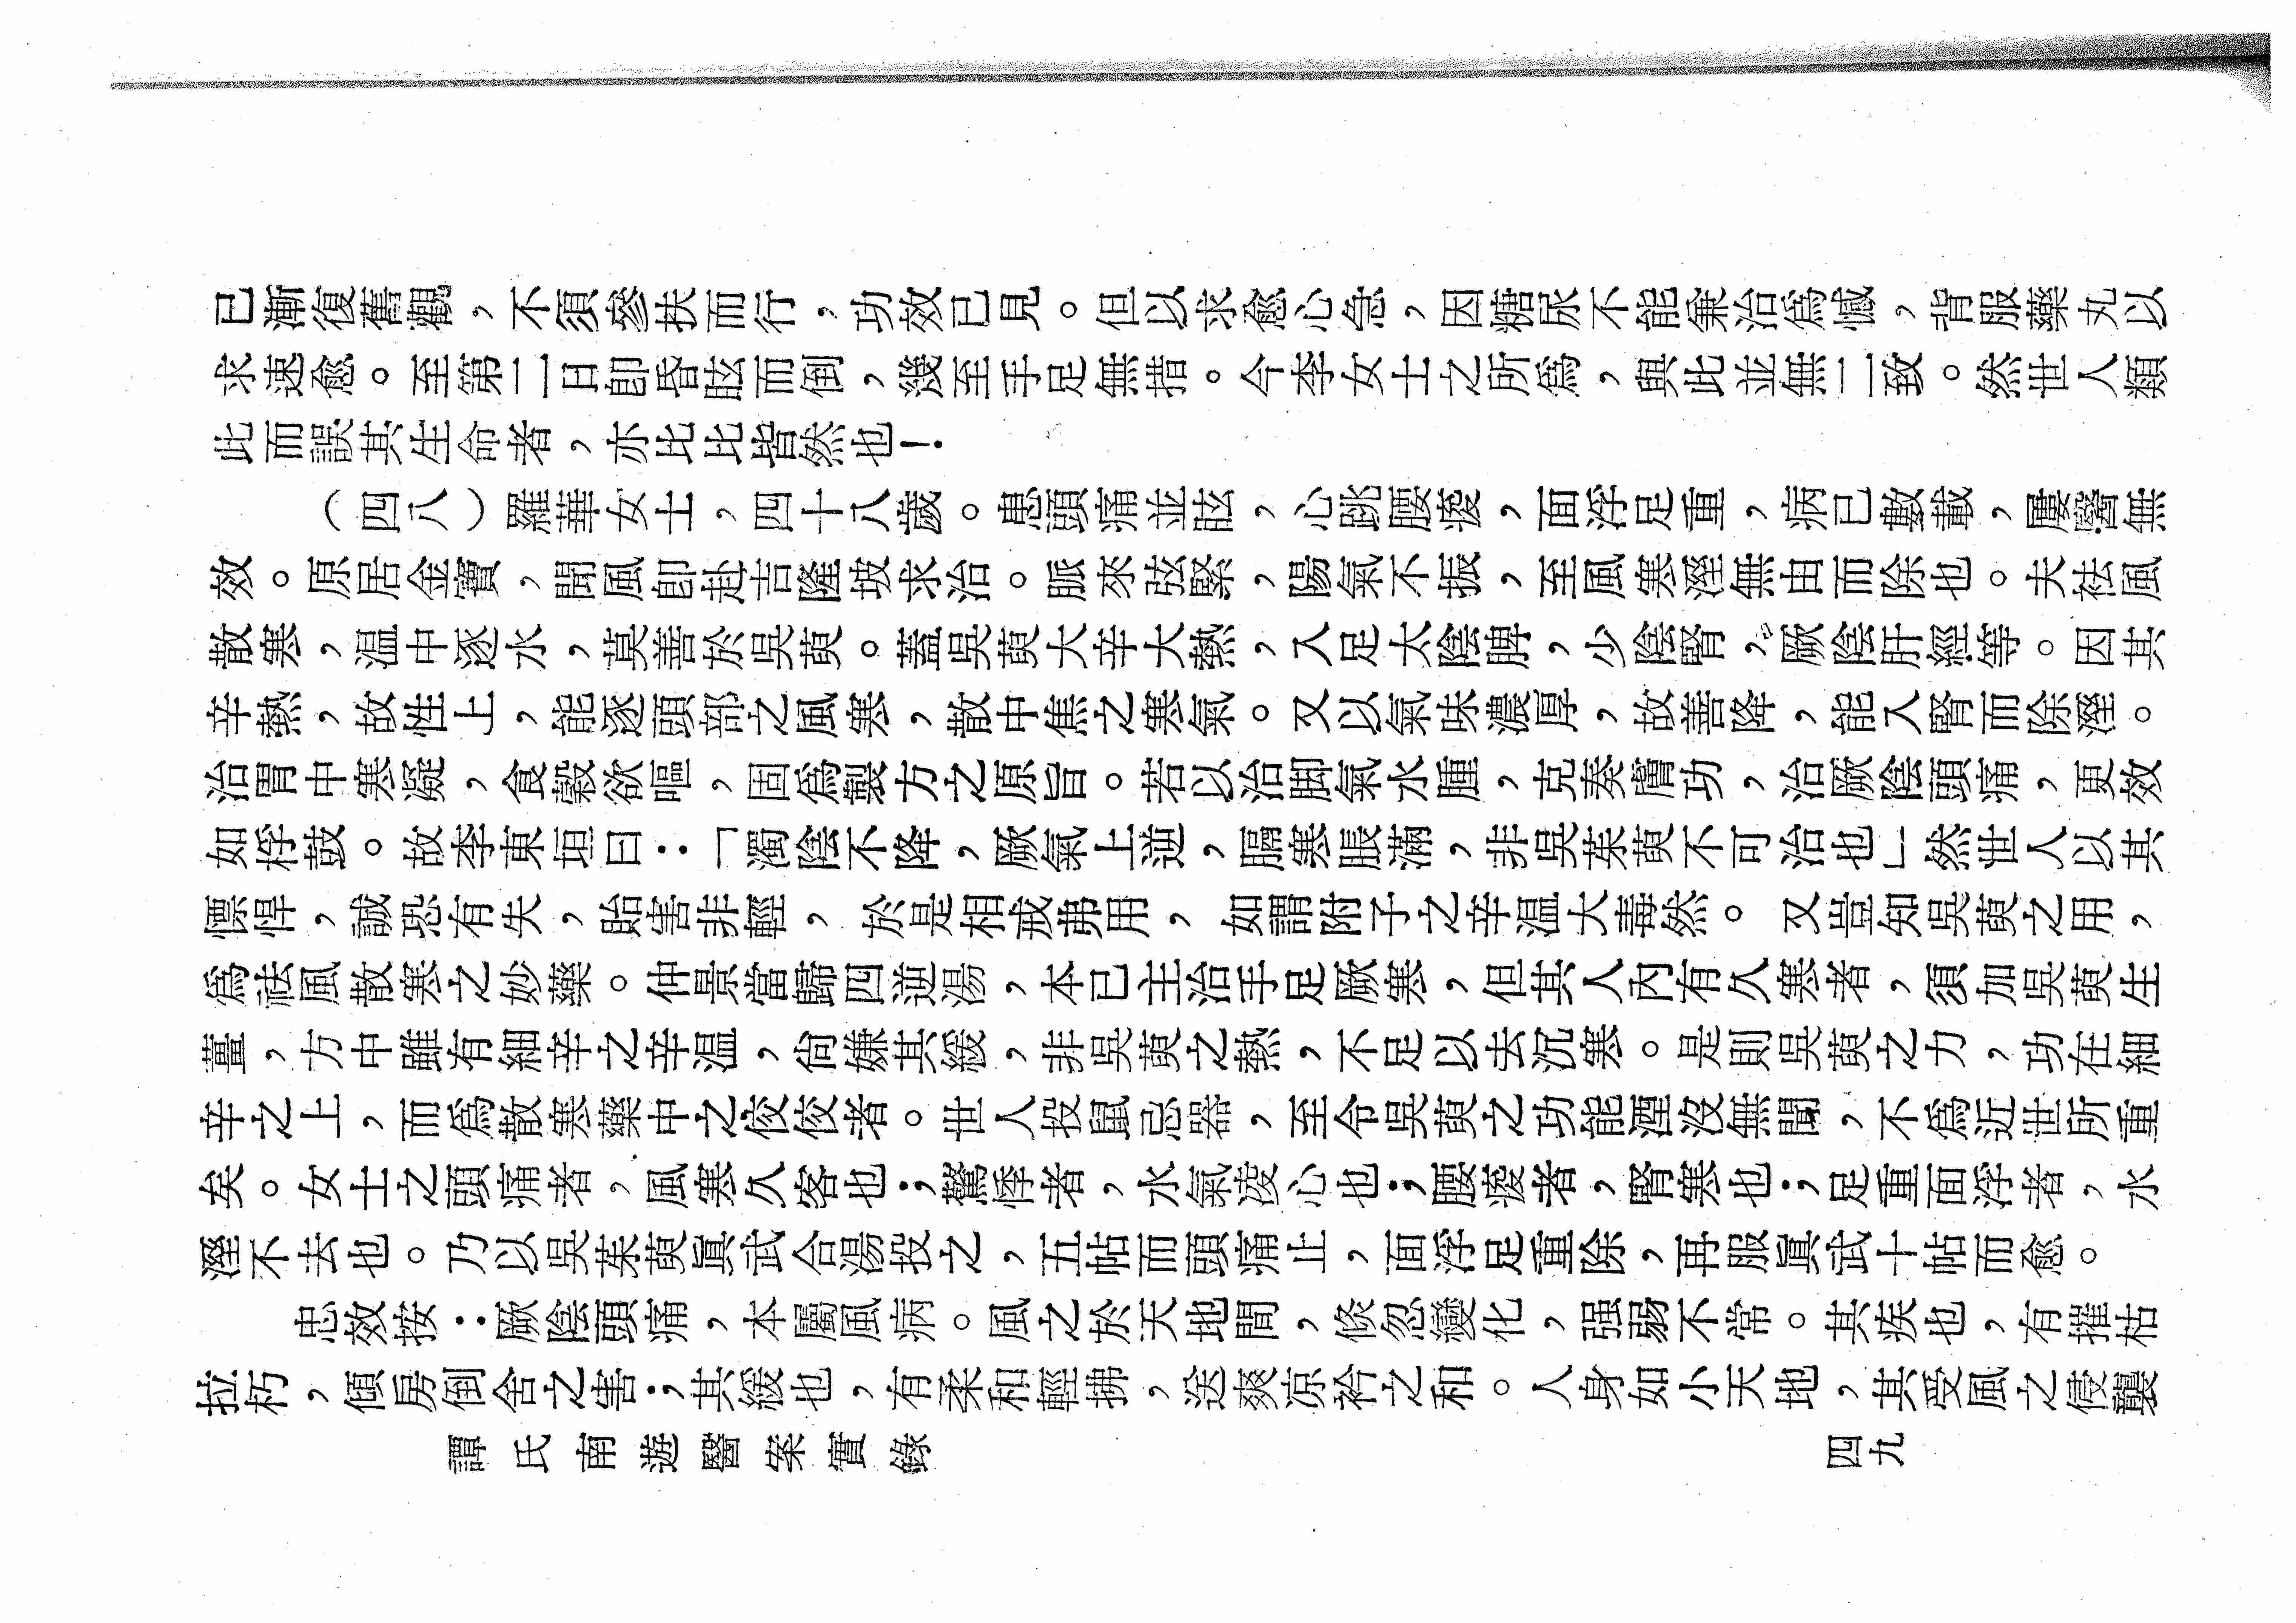 已漸復舊觀，不須參扶而行，功效已見。但以求愈心急，因糖尿不能兼治爲憾，背服藥丸以
求速愈。至第二日卽昏眩而倒，幾至手足無措。今李女士之所爲，與此並無二致。然世人類
此而誤其生命者，亦比比皆然也！
（四八）羅華女士，四十八歲。患頭痛並眩，心跳腰痠，面浮足重，病已數載，屢醫無
效。原居金寶，聞風卽赴吉隆坡求治。脈來弦緊，陽氣不振，至風寒溼無由而除也。夫祛風
散寒，温中逐水，莫善於吳萸。蓋吳萸大辛大熱，入足太陰脾，少陰腎，厥陰肝經等。因其
辛熱，故性上，能逐頭部之風寒，散中焦之寒氣。又以氣味濃厚，故善降，能入腎而除溼。
治胃中寒凝，食穀欲嘔，固爲製方之原旨。若以治脚氣水腫，克奏膚功，治厥陰頭痛，更效
如桴鼓。故李東垣曰：「濁陰不降，厥氣上逆，膈寒脹滿，非吳茱萸不可治也」然世人以其
慓悍，誠恐有失，貽害非輕，於是相戒弗用，如謂附子之辛温大毒然。又豈知吳萸之用，
爲祛風散寒之妙藥。仲景當歸四逆湯，本已主治手足厥寒，但其人內有久寒者，須加吳萸生
薑，方中雖有細辛之辛温，尙嫌其緩，非吳萸之熱，不足以去沉寒。是則吳萸之力，功在細
辛之上，而爲散寒藥中之佼佼者。世人投鼠忌器，至令吳萸之功能湮沒無聞，不爲近世所重
矣。女士之頭痛者，風寒久客也；驚悸者，水氣凌心也；腰痠者，腎寒也；足重面浮者，水
溼不去也。乃以吳茱萸眞武合湯投之，五帖而頭痛止，面浮足重除，再服眞武十帖而愈。
忠效按：厥陰頭痛，本屬風病。風之於天地間，倐忽變化，强弱不常。其疾也，有摧枯
拉朽，傾房倒舍之害；其緩也，有柔和輕拂，送爽凉衿之和。人身如小天地，其受風之侵襲
譚氏南遊醫案實錄
四九